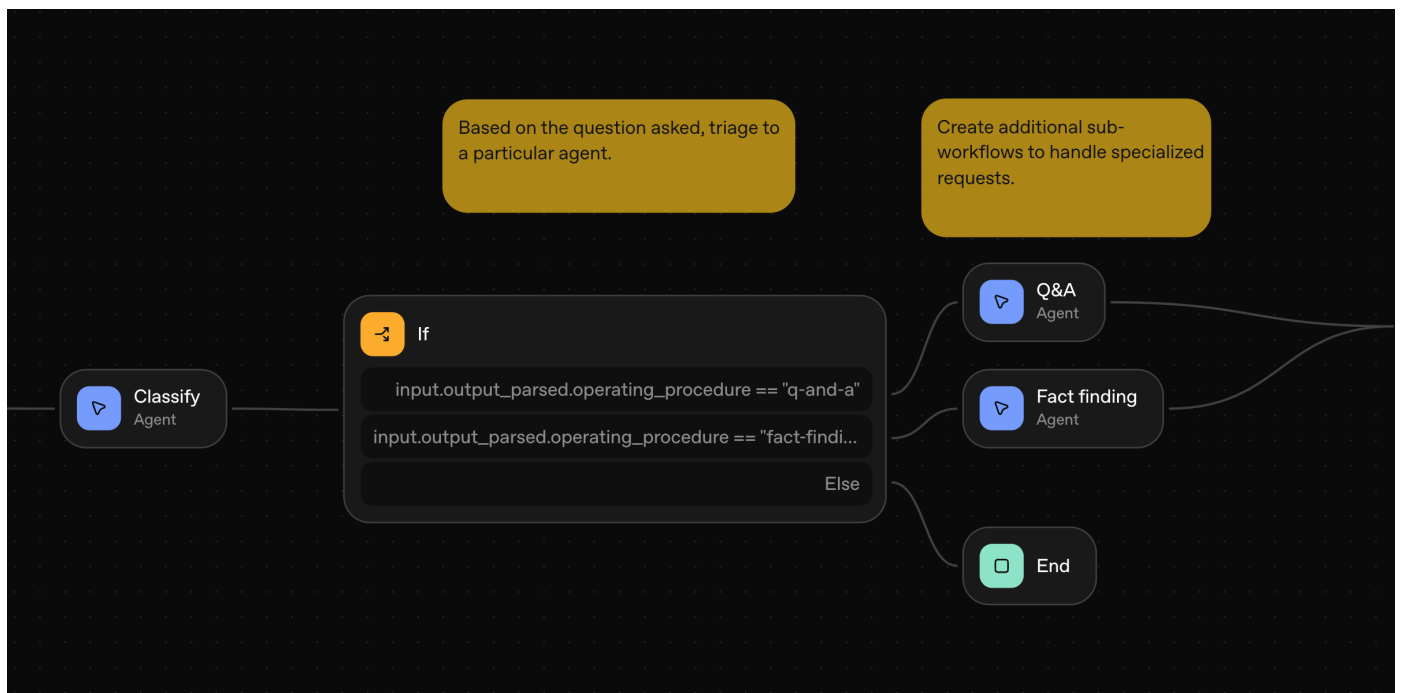 Based on the question asked, triage to
a particular agent.
Create additional sub-
workflows to handle specialized
requests.
Classify
Agent
If
input.output_parsed.operating_procedure == "q-and-a"
input.output_parsed.operating_procedure == "fact-findi...
Else
Q&A
Agent
Fact finding
Agent
End